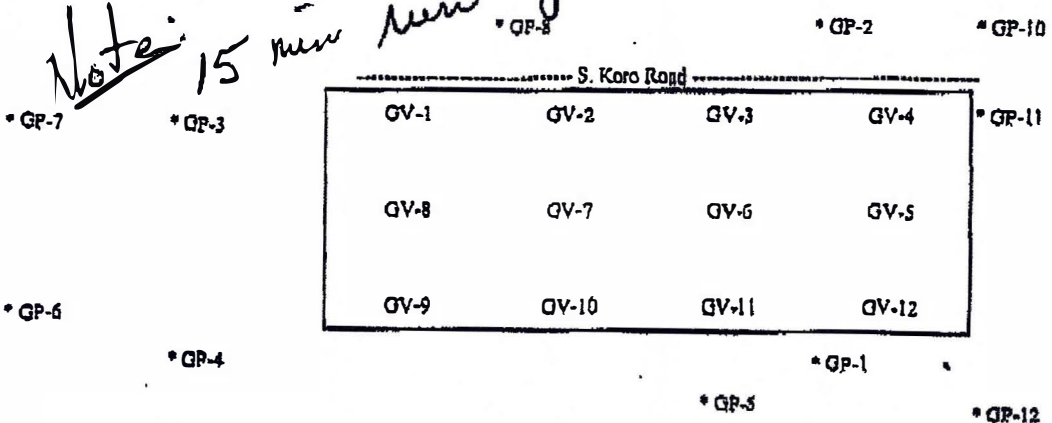 Note:
15 min
* GP-8 * GP-2 * GP-10
S. Koro Road
* GP-7 * GP-3 GV-1 GV-2 GV-3 GV-4 * GP-11
GV-8 GV-7 GV-6 GV-5
* GP-6 GV-9 GV-10 GV-11 GV-12
* GP-4 * GP-1
* GP-5 * GP-12